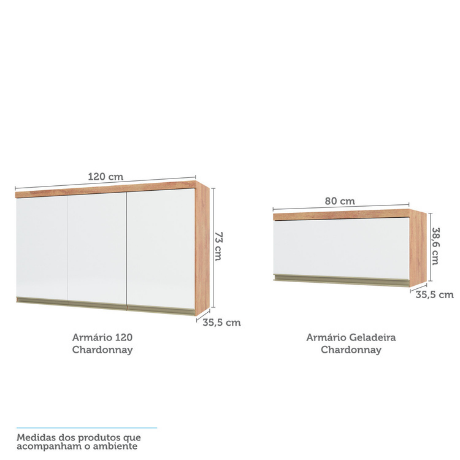 120 cm
73 cm
35,5 cm
Armário 120
Chardonnay
80 cm
38,6 cm
35,5 cm
Armário Geladeira
Chardonnay
Medidas dos produtos que
acompanham o ambiente